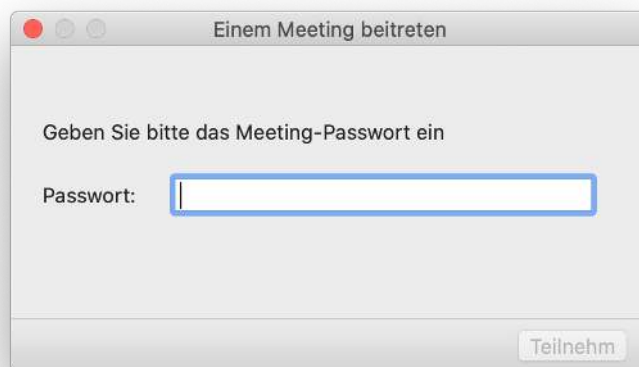 Einem Meeting beitreten
Geben Sie bitte das Meeting-Passwort ein
Passwort:
Teilnehm